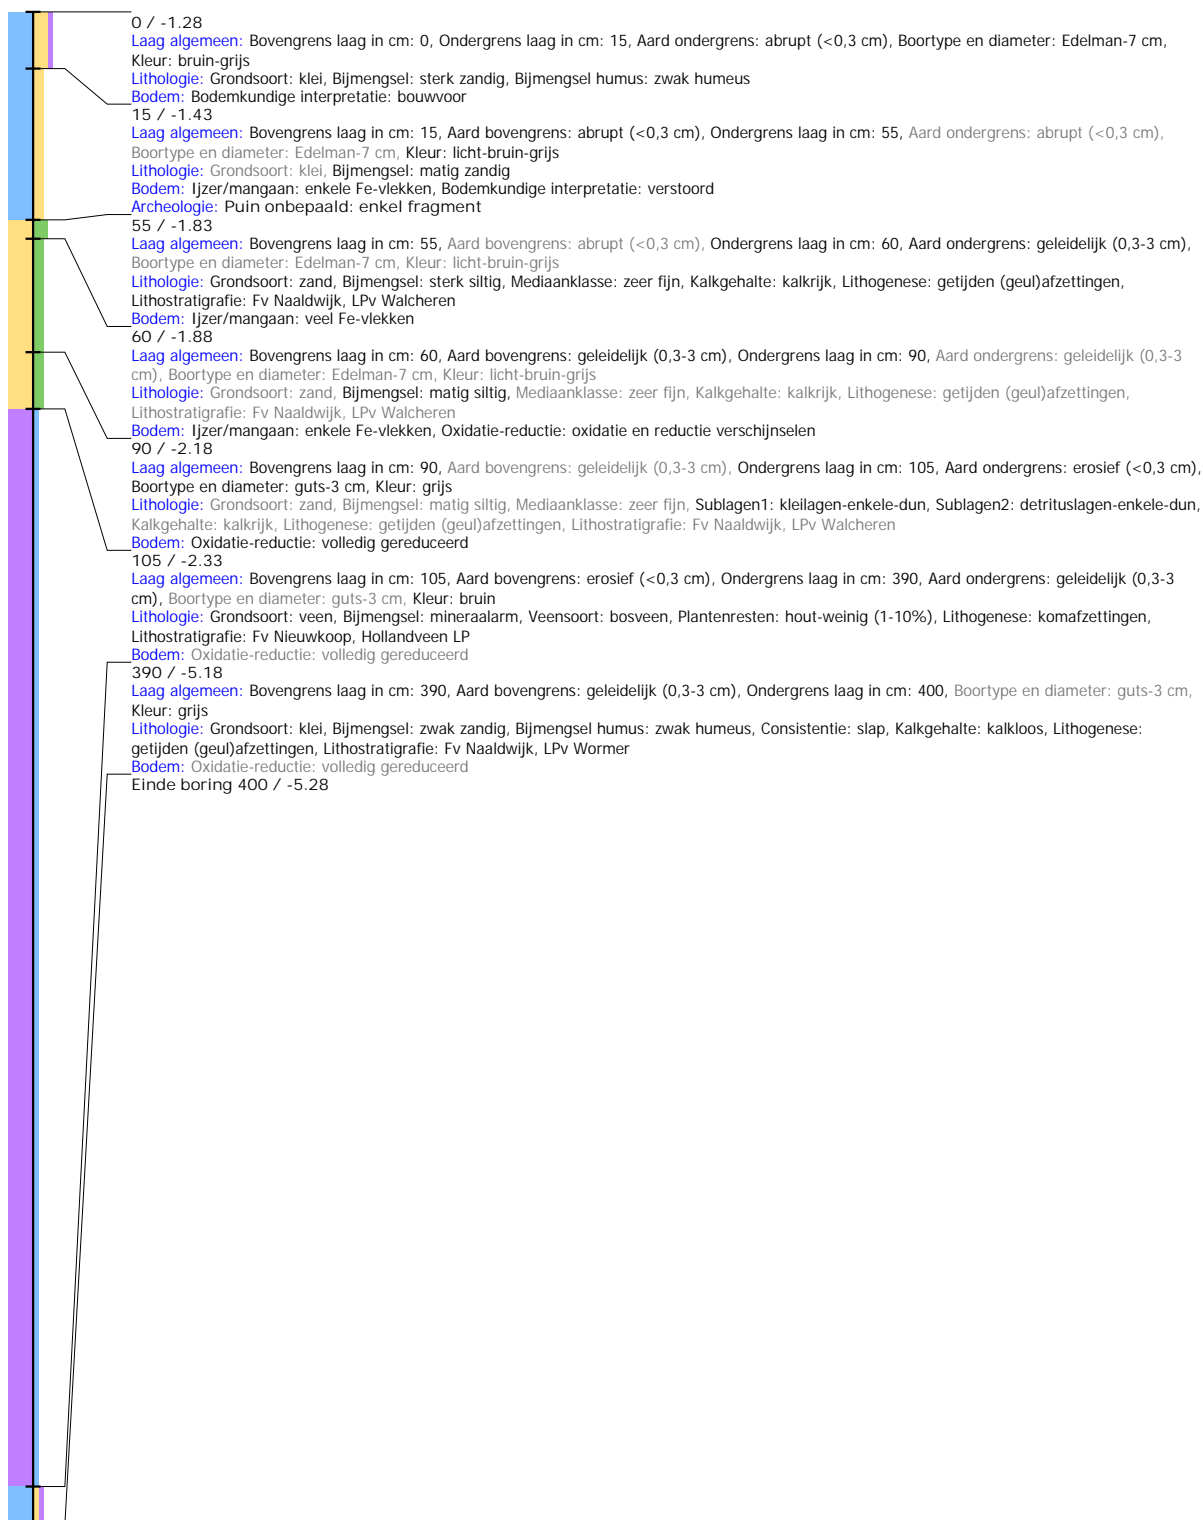 0 / -1.28
Laag algemeen: Bovengrens laag in cm: 0, Ondergrens laag in cm: 15, Aard ondergrens: abrupt (<0,3 cm), Boortype en diameter: Edelman-7 cm,
Kleur: bruin-grijs
Lithologie: Grondsoort: klei, Bijmengsel: sterk zandig, Bijmengsel humus: zwak humeus
Bodem: Bodemkundige interpretatie: bouwvoor
15 / -1.43
Laag algemeen: Bovengrens laag in cm: 15, Aard bovengrens: abrupt (<0,3 cm), Ondergrens laag in cm: 55, Aard ondergrens: abrupt (<0,3 cm),
Boortype en diameter: Edelman-7 cm, Kleur: licht-bruin-grijs
Lithologie: Grondsoort: klei, Bijmengsel: matig zandig
Bodem: Ijzer/mangaan: enkele Fe-vlekken, Bodemkundige interpretatie: verstoord
Archeologie: Puin onbepaald: enkel fragment
55 / -1.83
Laag algemeen: Bovengrens laag in cm: 55, Aard bovengrens: abrupt (<0,3 cm), Ondergrens laag in cm: 60, Aard ondergrens: geleidelijk (0,3-3 cm),
Boortype en diameter: Edelman-7 cm, Kleur: licht-bruin-grijs
Lithologie: Grondsoort: zand, Bijmengsel: sterk siltig, Mediaanklasse: zeer fijn, Kalkgehalte: kalkrijk, Lithogenese: getijden (geul)afzettingen,
Lithostratigrafie: Fv Naaldwijk, LPv Walcheren
Bodem: Ijzer/mangaan: veel Fe-vlekken
60 / -1.88
Laag algemeen: Bovengrens laag in cm: 60, Aard bovengrens: geleidelijk (0,3-3 cm), Ondergrens laag in cm: 90, Aard ondergrens: geleidelijk (0,3-3
cm), Boortype en diameter: Edelman-7 cm, Kleur: licht-bruin-grijs
Lithologie: Grondsoort: zand, Bijmengsel: matig siltig, Mediaanklasse: zeer fijn, Kalkgehalte: kalkrijk, Lithogenese: getijden (geul)afzettingen,
Lithostratigrafie: Fv Naaldwijk, LPv Walcheren
Bodem: Ijzer/mangaan: enkele Fe-vlekken, Oxidatie-reductie: oxidatie en reductie verschijnselen
90 / -2.18
Laag algemeen: Bovengrens laag in cm: 90, Aard bovengrens: geleidelijk (0,3-3 cm), Ondergrens laag in cm: 105, Aard ondergrens: erosief (<0,3 cm),
Boortype en diameter: guts-3 cm, Kleur: grijs
Lithologie: Grondsoort: zand, Bijmengsel: matig siltig, Mediaanklasse: zeer fijn, Sublagen1: kleilagen-enkele-dun, Sublagen2: detrituslagen-enkele-dun,
Kalkgehalte: kalkrijk, Lithogenese: getijden (geul)afzettingen, Lithostratigrafie: Fv Naaldwijk, LPv Walcheren
Bodem: Oxidatie-reductie: volledig gereduceerd
105 / -2.33
Laag algemeen: Bovengrens laag in cm: 105, Aard bovengrens: erosief (<0,3 cm), Ondergrens laag in cm: 390, Aard ondergrens: geleidelijk (0,3-3
cm), Boortype en diameter: guts-3 cm, Kleur: bruin
Lithologie: Grondsoort: veen, Bijmengsel: mineraalarm, Veensoort: bosveen, Plantenresten: hout-weinig (1-10%), Lithogenese: komafzettingen,
Lithostratigrafie: Fv Nieuwkoop, Hollandveen LP
Bodem: Oxidatie-reductie: volledig gereduceerd
390 / -5.18
Laag algemeen: Bovengrens laag in cm: 390, Aard bovengrens: geleidelijk (0,3-3 cm), Ondergrens laag in cm: 400, Boortype en diameter: guts-3 cm,
Kleur: grijs
Lithologie: Grondsoort: klei, Bijmengsel: zwak zandig, Bijmengsel humus: zwak humeus, Consistentie: slap, Kalkgehalte: kalkloos, Lithogenese:
getijden (geul)afzettingen, Lithostratigrafie: Fv Naaldwijk, LPv Wormer
Bodem: Oxidatie-reductie: volledig gereduceerd
Einde boring 400 / -5.28